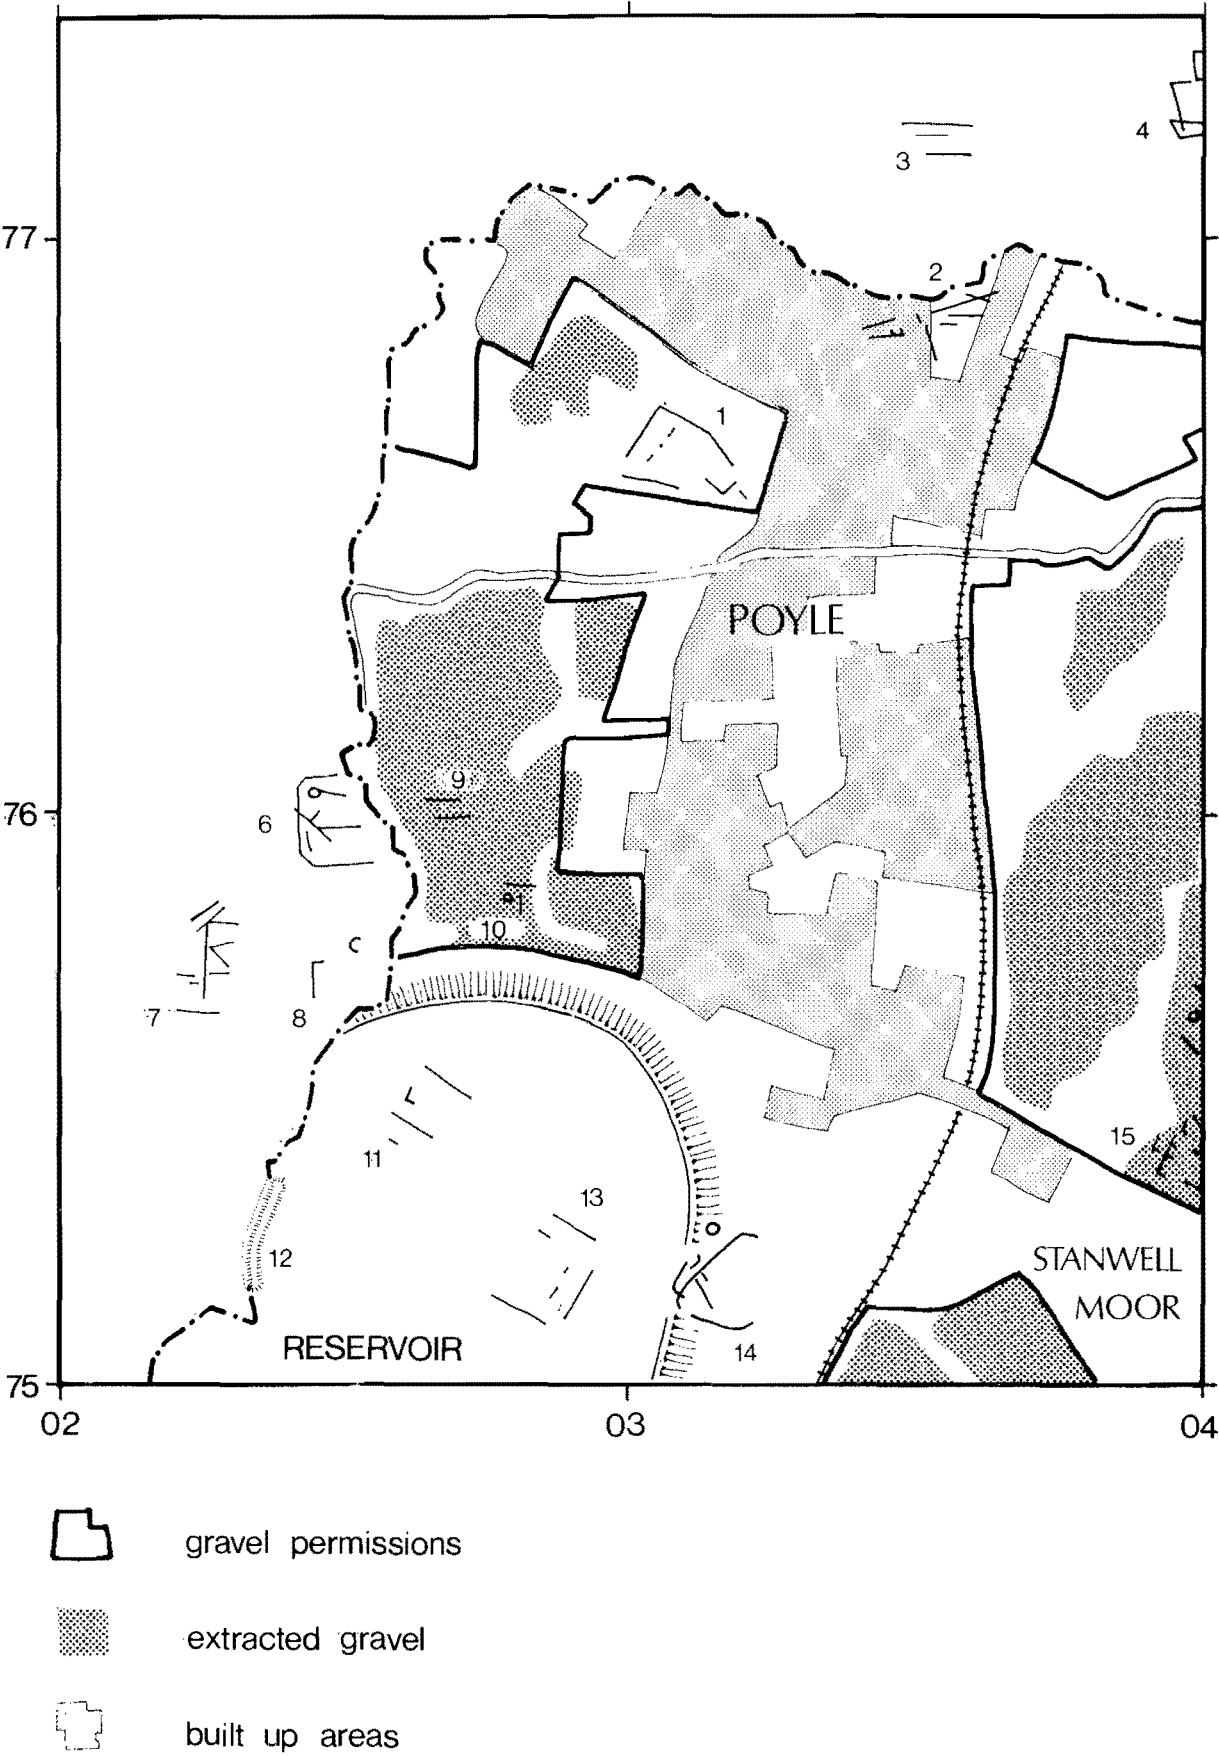 4
3
77
2
1
POYLE
9
76
6
10
C
7
8
15
11
13
12
STANWELL
MOOR
RESERVOIR
14
75
02
03
04
gravel permissions
extracted gravel
built up areas